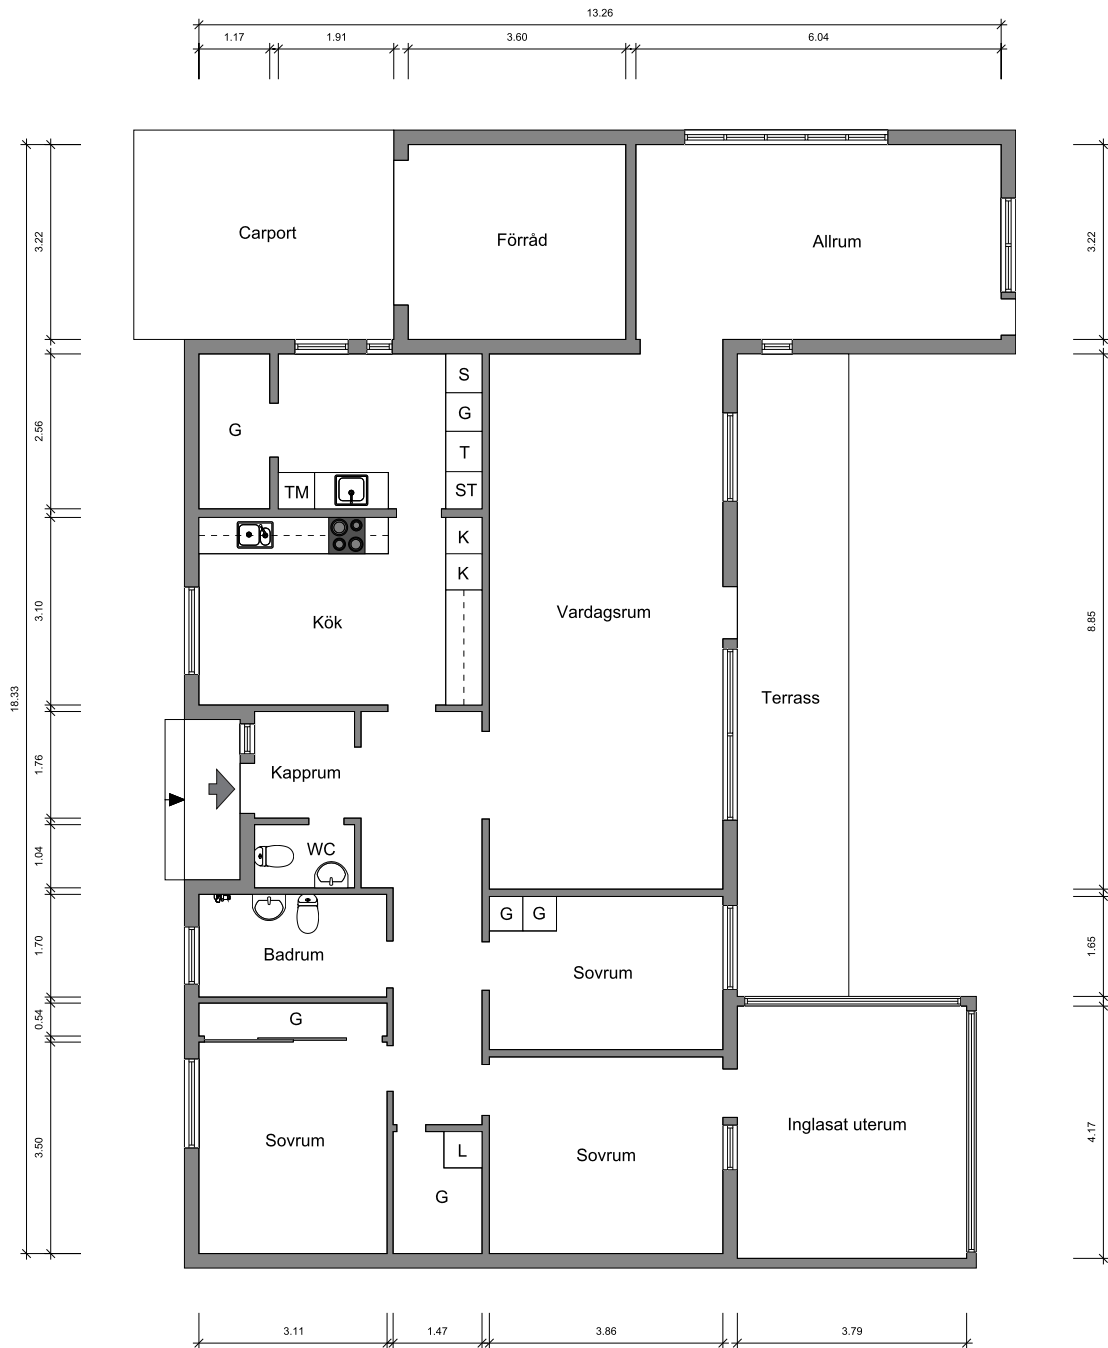 13.26
1.17 1.91 3.60 6.04
Carport
Förråd
Allrum
3.22
3.22
S
G
G
T
TM
ST
2.56
K
K
Kök
Vardagsrum
3.10
8.85
18.33
Terrass
Kapprum
1.76
WC
1.04
G G
Badrum
Sovrum
1.70
1.65
G
0.54
Inglasat uterum
Sovrum
L
Sovrum
G
3.50
4.17
3.11 1.47 3.86 3.79